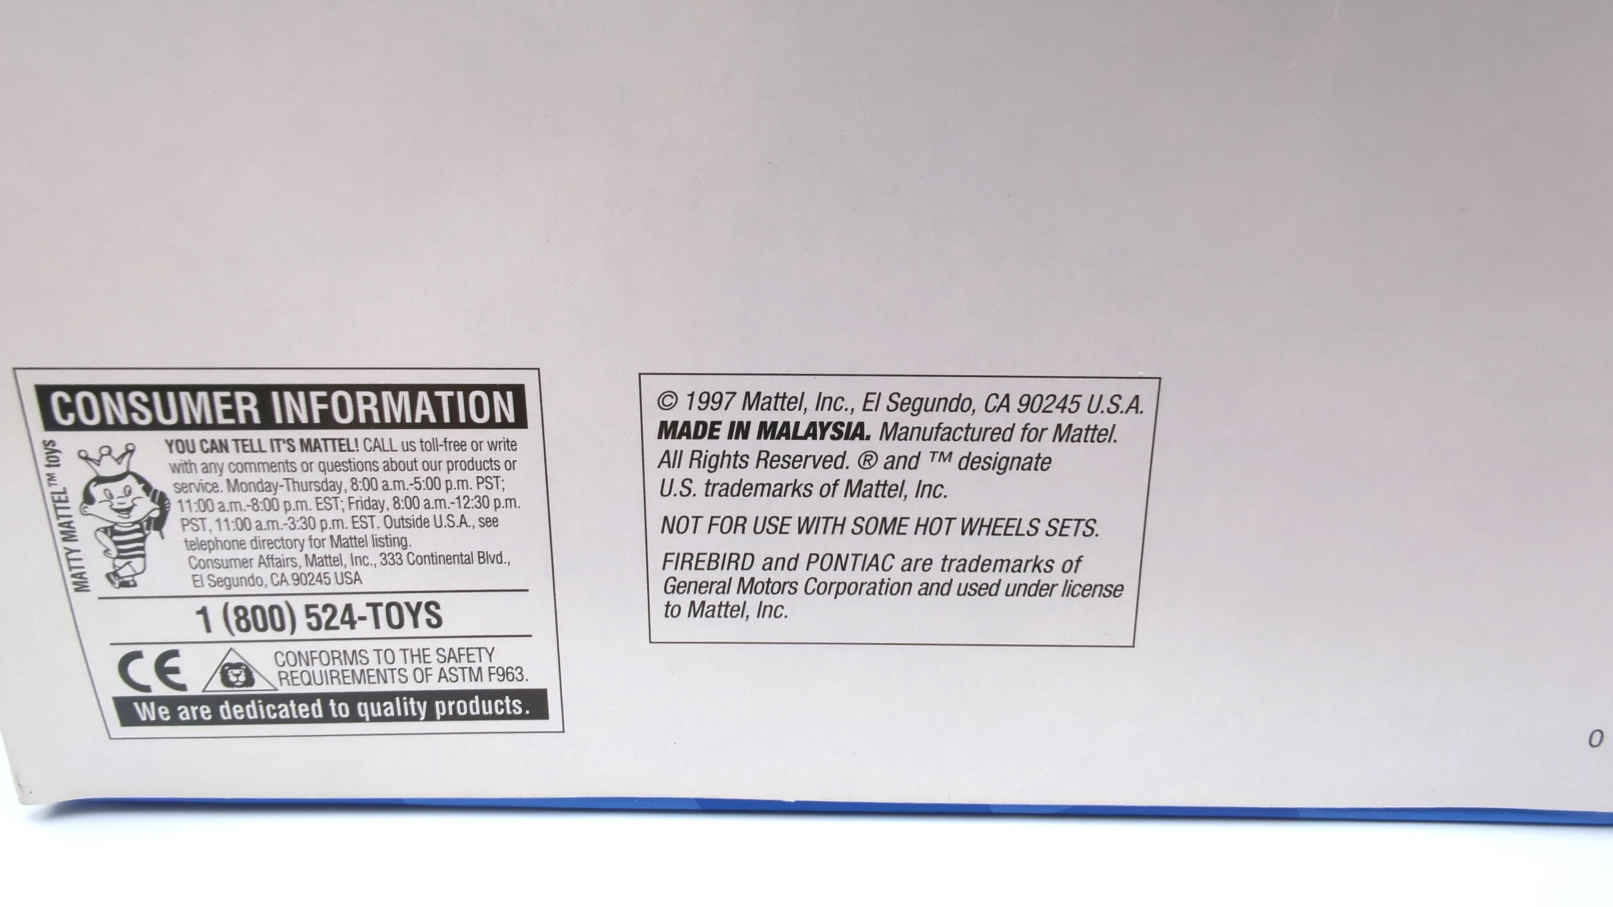 CONSUMER INFORMATION
MATTY MATTEL™ toys
YOU CAN TELL IT'S MATTEL! CALL us toll-free or write
with any comments or questions about our products or
service. Monday-Thursday, 8:00 a.m.-5:00 p.m. PST;
11:00 a.m.-8:00 p.m. EST; Friday, 8:00 a.m.-12:30 p.m.
PST, 11:00 a.m.-3:30 p.m. EST. Outside U.S.A., see
telephone directory for Mattel listing.
Consumer Affairs, Mattel, Inc., 333 Continental Blvd.,
El Segundo, CA 90245 USA
1 (800) 524-TOYS
CE
CONFORMS TO THE SAFETY
REQUIREMENTS OF ASTM F963.
We are dedicated to quality products.
© 1997 Mattel, Inc., El Segundo, CA 90245 U.S.A.
MADE IN MALAYSIA. Manufactured for Mattel.
All Rights Reserved. ® and ™ designate
U.S. trademarks of Mattel, Inc.
NOT FOR USE WITH SOME HOT WHEELS SETS.
FIREBIRD and PONTIAC are trademarks of
General Motors Corporation and used under license
to Mattel, Inc.
0